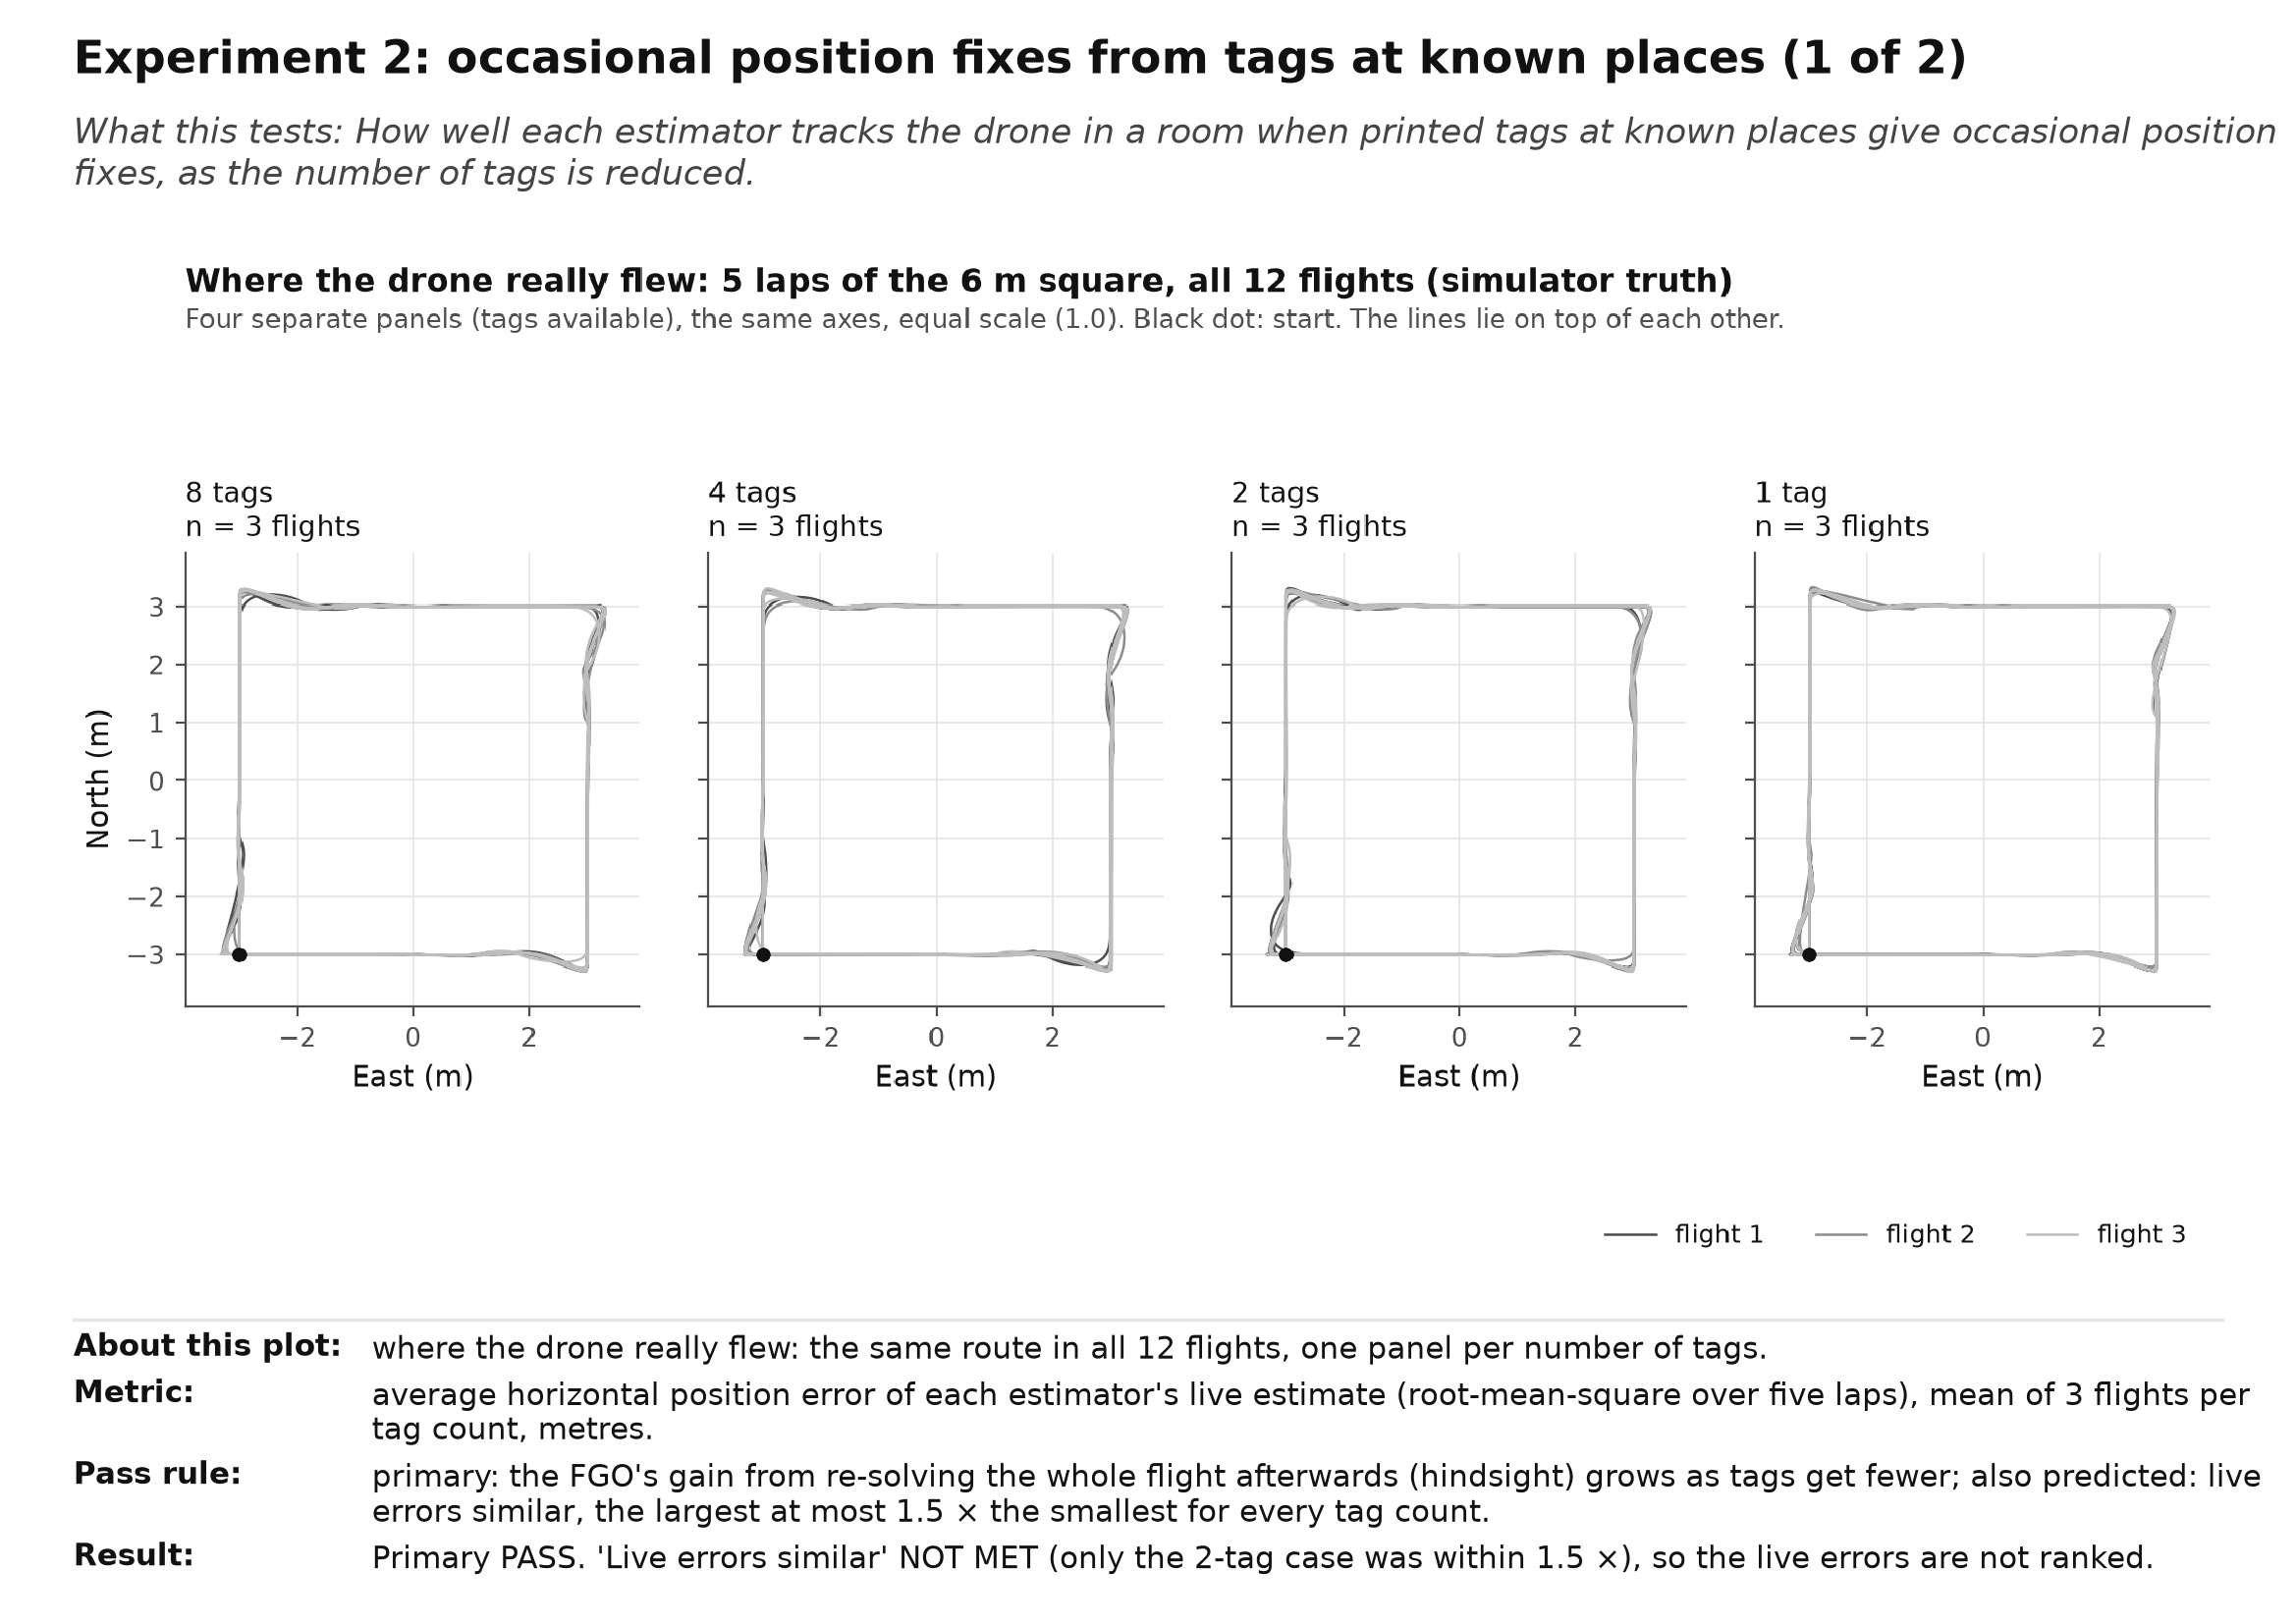 Experiment 2: occasional position fixes from tags at known places (1 of 2)
What this tests: How well each estimator tracks the drone in a room when printed tags at known places give occasional position
fixes, as the number of tags is reduced.
Where the drone really flew: 5 laps of the 6 m square, all 12 flights (simulator truth)
Four separate panels (tags available), the same axes, equal scale (1.0). Black dot: start. The lines lie on top of each other.
8 tags
n = 3 flights
4 tags
n = 3 flights
2 tags
n = 3 flights
1 tag
n = 3 flights
North (m)
3
2
1
0
−1
−2
−3
−2 0 2
East (m)
−2 0 2
East (m)
−2 0 2
East (m)
−2 0 2
East (m)
flight 1 flight 2 flight 3
About this plot: where the drone really flew: the same route in all 12 flights, one panel per number of tags.
Metric: average horizontal position error of each estimator's live estimate (root-mean-square over five laps), mean of 3 flights per
tag count, metres.
Pass rule: primary: the FGO's gain from re-solving the whole flight afterwards (hindsight) grows as tags get fewer; also predicted: live
errors similar, the largest at most 1.5 × the smallest for every tag count.
Result: Primary PASS. 'Live errors similar' NOT MET (only the 2-tag case was within 1.5 ×), so the live errors are not ranked.